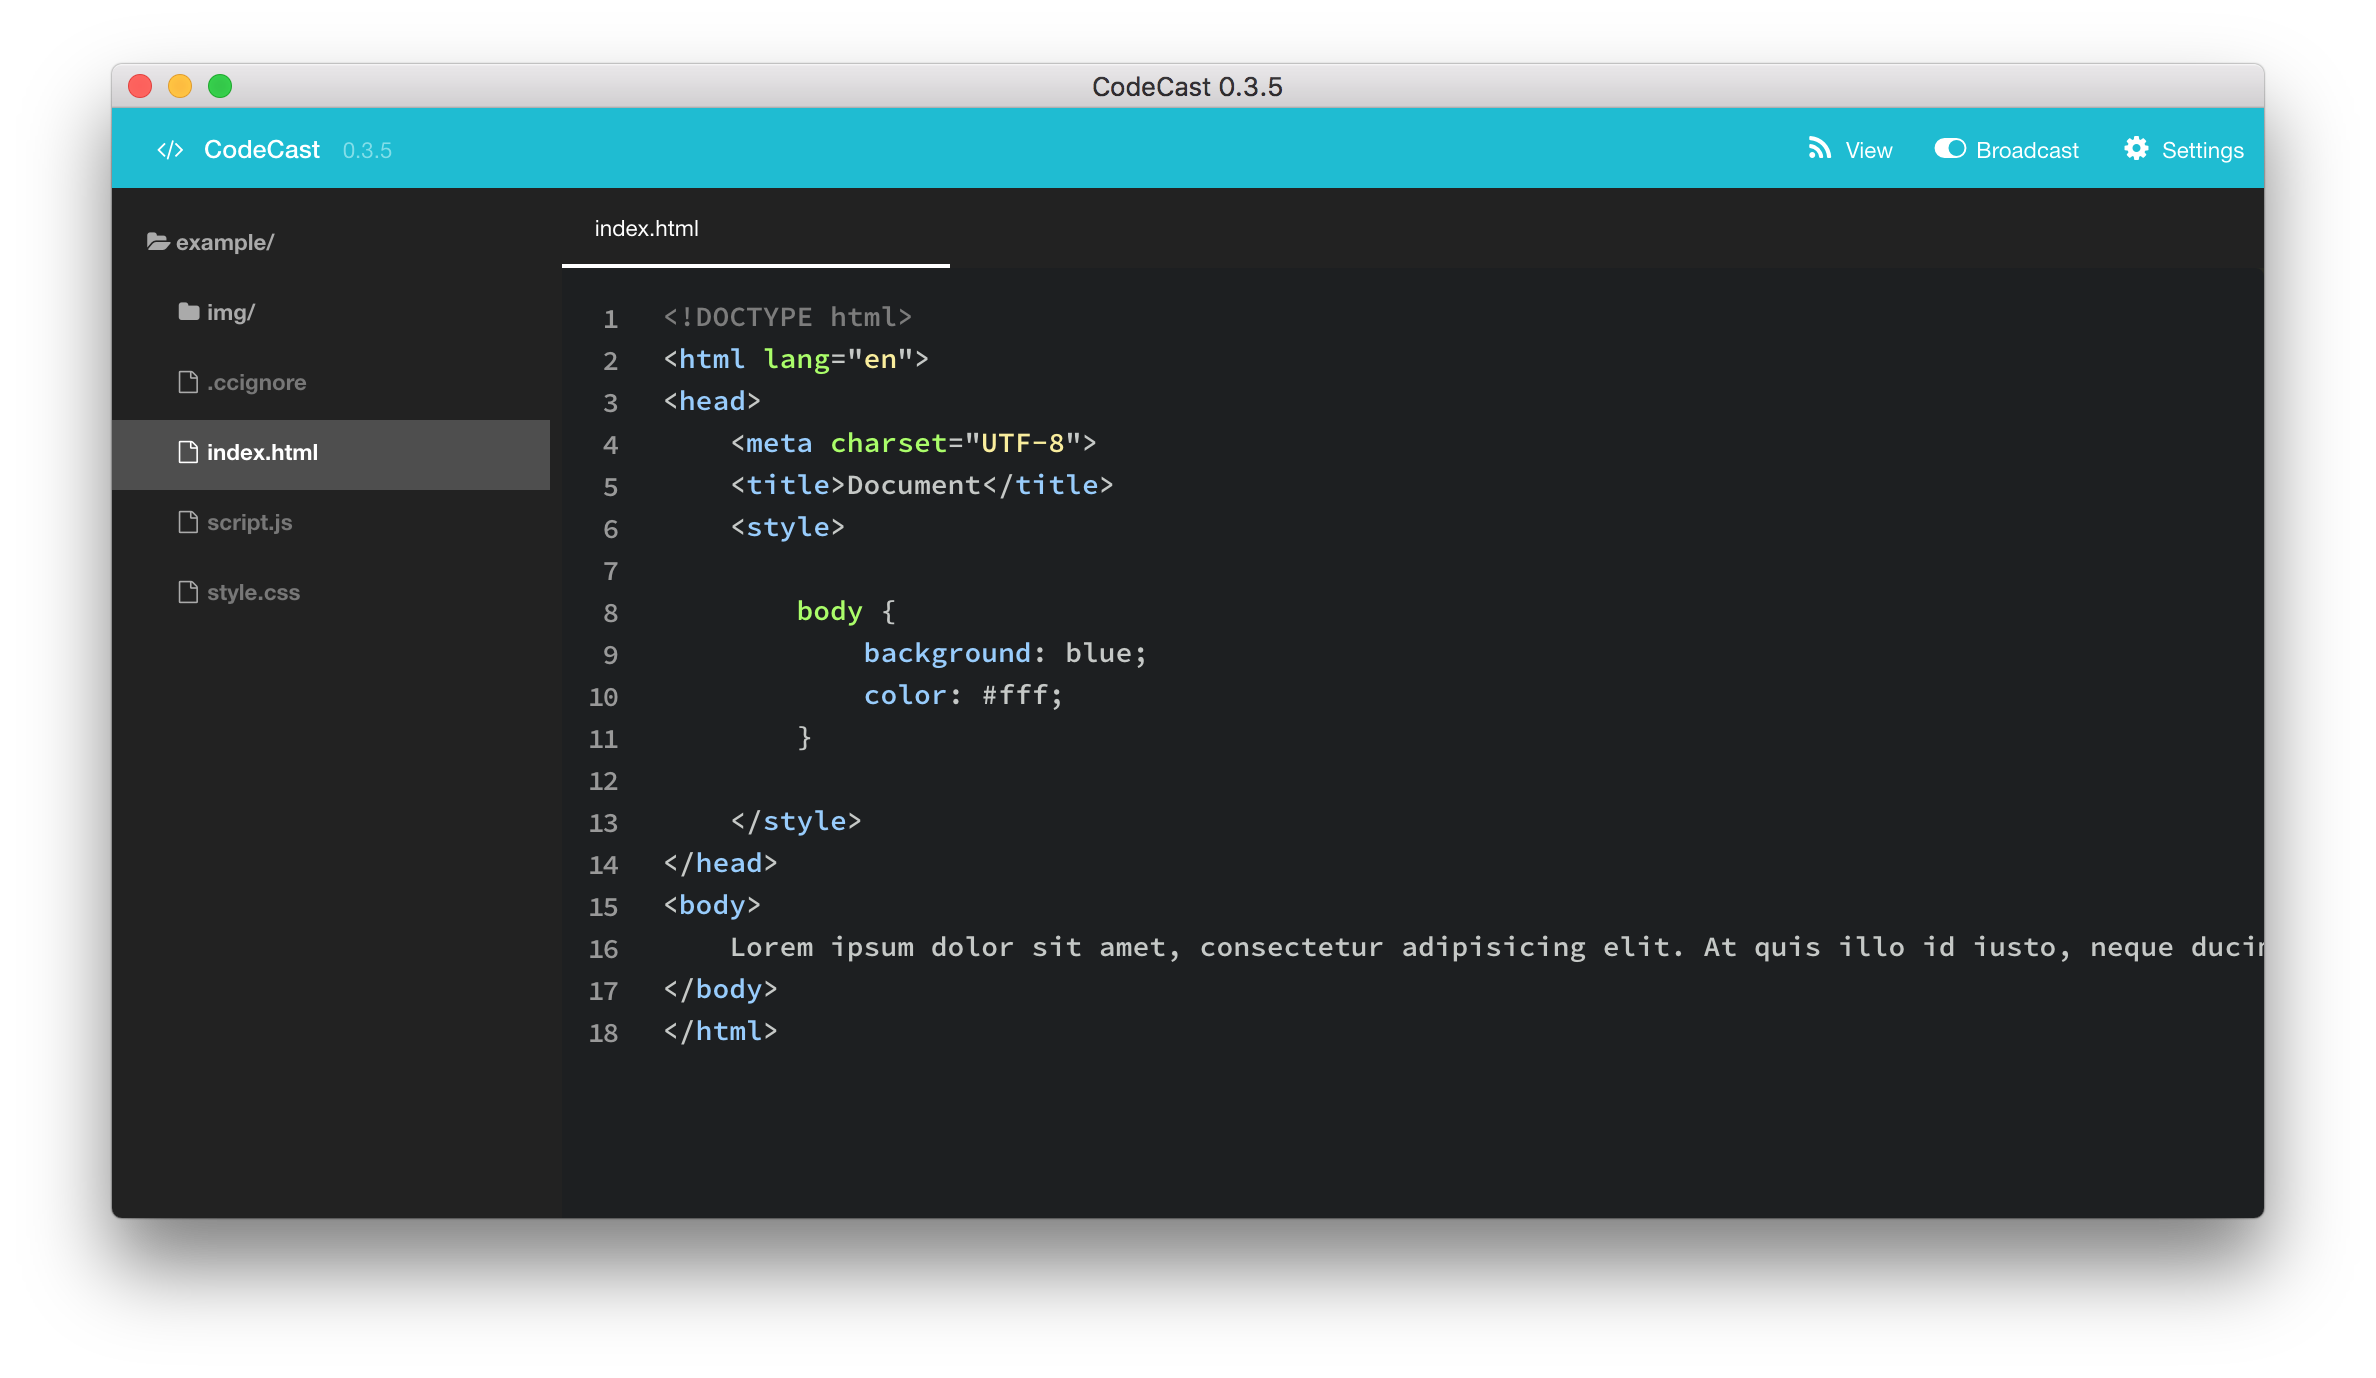 CodeCast 0.3.5
</> CodeCast 0.3.5 View Broadcast Settings
example/
img/
.ccignore
index.html
script.js
style.css
index.html
1 <!DOCTYPE html>
2 <html lang="en">
3 <head>
4     <meta charset="UTF-8">
5     <title>Document</title>
6     <style>
7
8         body {
9             background: blue;
10             color: #fff;
11         }
12
13     </style>
14 </head>
15 <body>
16     Lorem ipsum dolor sit amet, consectetur adipisicing elit. At quis illo id iusto, neque
17 </body>
18 </html>